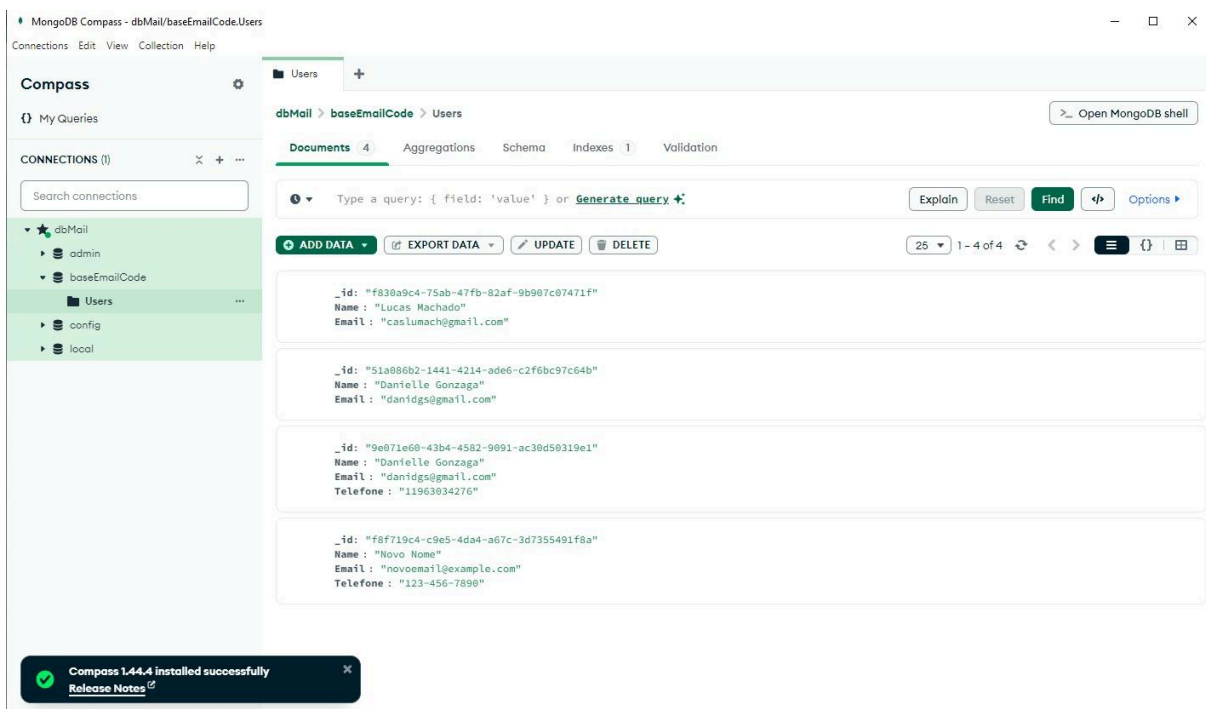 MongoDB Compass - dbMail/baseEmailCode.Users
Connections Edit View Collection Help
Compass
{} My Queries
CONNECTIONS (1)
Search connections
dbMail
admin
baseEmailCode
Users
config
local
Users
dbMail > baseEmailCode > Users
>_ Open MongoDB shell
Documents 4 Aggregations Schema Indexes 1 Validation
Type a query: { field: 'value' } or Generate query
Explain Reset Find </> Options
ADD DATA EXPORT DATA UPDATE DELETE
25 1 - 4 of 4 {}
_id: "f830a9c4-75ab-47fb-82af-9b907c07471f"
Name : "Lucas Machado"
Email : "caslumach@gmail.com"
_id: "51a086b2-1441-4214-ade6-c2f6bc97c64b"
Name : "Danielle Gonzaga"
Email : "danidgs@gmail.com"
_id: "9e071e60-43b4-4582-9091-ac30d50319e1"
Name : "Danielle Gonzaga"
Email : "danidgs@gmail.com"
Telefone : "11963034276"
_id: "f8f719c4-c9e5-4da4-a67c-3d7355491f8a"
Name : "Novo Nome"
Email : "novoemail@example.com"
Telefone : "123-456-7890"
Compass 1.44.4 installed successfully
Release Notes